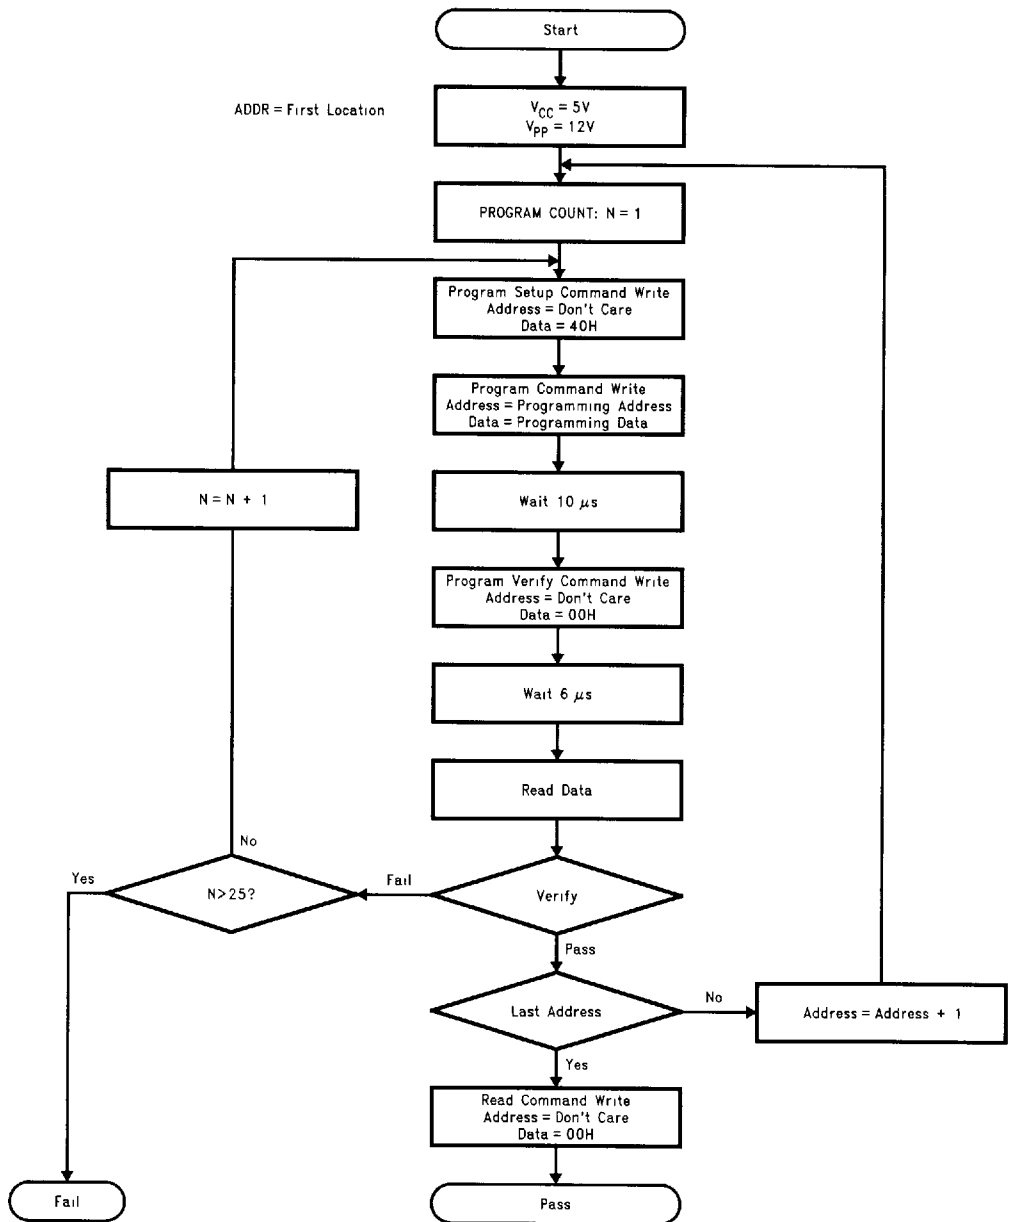 Start
ADDR = First Location
V_CC = 5V
V_PP = 12V
PROGRAM COUNT: N = 1
Program Setup Command Write
Address = Don't Care
Data = 40H
Program Command Write
Address = Programming Address
Data = Programming Data
N = N + 1
Wait 10 µs
Program Verify Command Write
Address = Don't Care
Data = 00H
Wait 6 µs
Read Data
No
Yes
N>25?
Fail
Verify
Pass
Last Address
No
Address = Address + 1
Yes
Read Command Write
Address = Don't Care
Data = 00H
Fail
Pass